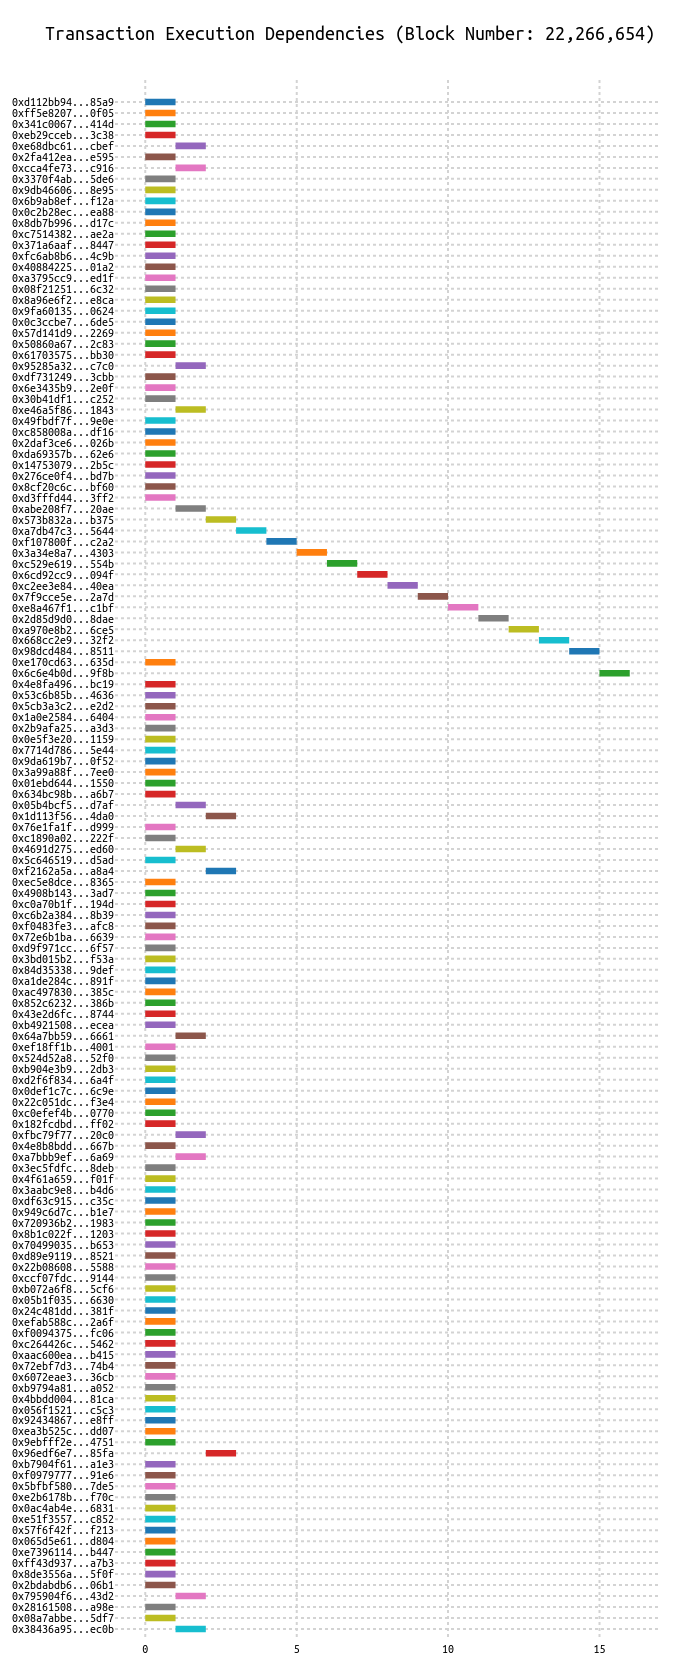 Transaction Execution Dependencies (Block Number: 22,266,654)
0xd112bb94...85a9
0xff5e8207...0f05
0x341c0067...414d
0xeb29cceb...3c38
0xe68dbc61...cbef
0x2fa412ea...e595
0xcca4fe73...c916
0x3370f4ab...5de6
0x9db46606...8e95
0x6b9ab8ef...f12a
0x0c2b28ec...ea88
0x8db7b996...d17c
0xc7514382...ae2a
0x371a6aaf...8447
0xfc6ab8b6...4c9b
0x40884225...01a2
0xa3795cc9...ed1f
0x08f21251...6c32
0x8a96e6f2...e8ca
0x9fa60135...0624
0x0c3ccbe7...6de5
0x57d141d9...2269
0x50860a67...2c83
0x61703575...bb30
0x95285a32...c7c0
0xdf731249...3cbb
0x6e3435b9...2e0f
0x30b41df1...c252
0xe46a5f86...1843
0x49fbdf7f...9e0e
0xc858008a...df16
0x2daf3ce6...026b
0xda69357b...62e6
0x14753079...2b5c
0x276ce0f4...bd7b
0x8cf20c6c...bf60
0xd3fffd44...3ff2
0xabe208f7...20ae
0x573b832a...b375
0xa7db47c3...5644
0xf107800f...c2a2
0x3a34e8a7...4303
0xc529e619...554b
0x6cd92cc9...094f
0xc2ee3e84...40ea
0x7f9cce5e...2a7d
0xe8a467f1...c1bf
0x2d85d9d0...8dae
0xa970e8b2...6ce5
0x668cc2e9...32f2
0x98dcd484...8511
0xe170cd63...635d
0x6c6e4b0d...9f8b
0x4e8fa496...bc19
0x53c6b85b...4636
0x5cb3a3c2...e2d2
0x1a0e2584...6404
0x2b9afa25...a3d3
0x0e5f3e20...1159
0x7714d786...5e44
0x9da619b7...0f52
0x3a99a88f...7ee0
0x01ebd644...1550
0x634bc98b...a6b7
0x05b4bcf5...d7af
0x1d113f56...4da0
0x76e1fa1f...d999
0xc1890a02...222f
0x4691d275...ed60
0x5c646519...d5ad
0xf2162a5a...a8a4
0xec5e8dce...8365
0x4908b143...3ad7
0xc0a70b1f...194d
0xc6b2a384...8b39
0xf0483fe3...afc8
0x72e6b1ba...6639
0xd9f971cc...6f57
0x3bd015b2...f53a
0x84d35338...9def
0xa1de284c...891f
0xac497830...385c
0x852c6232...386b
0x43e2d6fc...8744
0xb4921508...ecea
0x64a7bb59...6661
0xef18ff1b...4001
0x524d52a8...52f0
0xb904e3b9...2db3
0xd2f6f834...6a4f
0x0def1c7c...6c9e
0x22c051dc...f3e4
0xc0efef4b...0770
0x182fcdbd...ff02
0xfbc79f77...20c0
0x4e8b8bdd...667b
0xa7bbb9ef...6a69
0x3ec5fdfc...8deb
0x4f61a659...f01f
0x3aabc9e8...b4d6
0xdf63c915...c35c
0x949c6d7c...b1e7
0x720936b2...1983
0x8b1c022f...1203
0x70499035...b653
0xd89e9119...8521
0x22b08608...5588
0xccf07fdc...9144
0xb072a6f8...5cf6
0x05b1f035...6630
0x24c481dd...381f
0xefab588c...2a6f
0xf0094375...fc06
0xc264426c...5462
0xaac600ea...b415
0x72ebf7d3...74b4
0x6072eae3...36cb
0xb9794a81...a052
0x4bbdd004...81ca
0x056f1521...c5c3
0x92434867...e8ff
0xea3b525c...dd07
0x9ebfff2e...4751
0x96edf6e7...85fa
0xb7904f61...a1e3
0xf0979777...91e6
0x5bfbf580...7de5
0xe2b6178b...f70c
0x0ac4ab4e...6831
0xe51f3557...c852
0x57f6f42f...f213
0x065d5e61...d804
0xe7396114...b447
0xff43d937...a7b3
0x8de3556a...5f0f
0x2bdabdb6...06b1
0x795904f6...43d2
0x28161508...a98e
0x08a7abbe...5df7
0x38436a95...ec0b
0 5 10 15